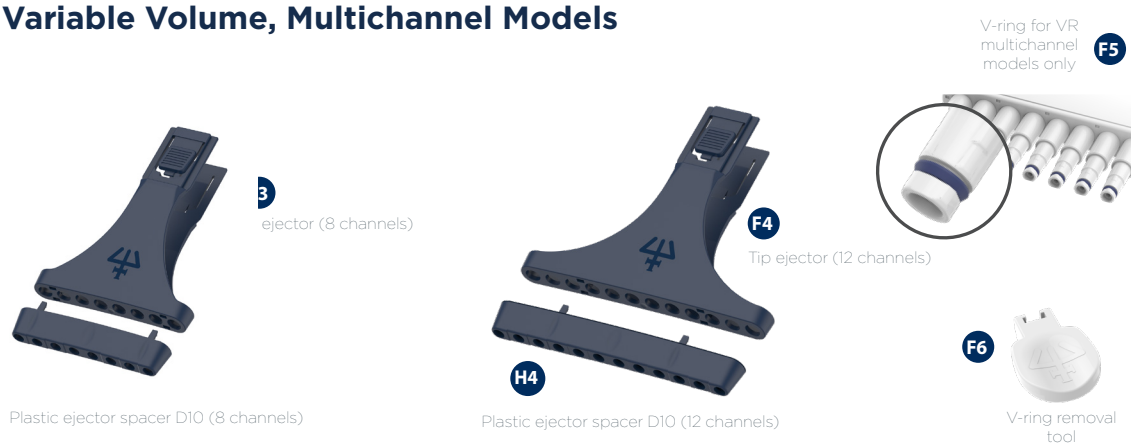 Variable Volume, Multichannel Models
V-ring for VR
multichannel
models only
F5
3
ejector (8 channels)
F4
Tip ejector (12 channels)
H4
F6
Plastic ejector spacer D10 (8 channels)
Plastic ejector spacer D10 (12 channels)
V-ring removal
tool